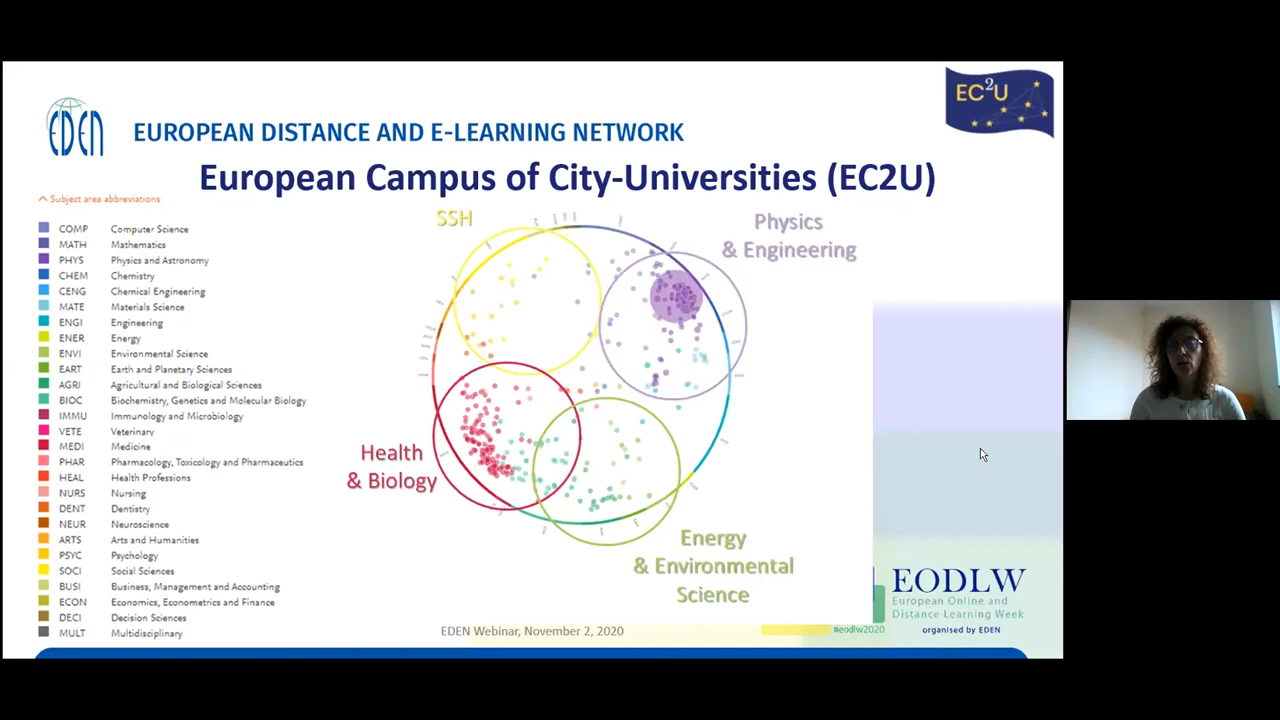 EC2U
EDEN
EUROPEAN DISTANCE AND E-LEARNING NETWORK
European Campus of City-Universities (EC2U)
Subject area abbreviations
COMP Computer Science
MATH Mathematics
PHYS Physics and Astronomy
CHEM Chemistry
CENG Chemical Engineering
MATE Materials Science
ENGI Engineering
ENER Energy
ENVI Environmental Science
EART Earth and Planetary Sciences
AGRI Agricultural and Biological Sciences
BIOC Biochemistry, Genetics and Molecular Biology
IMMU Immunology and Microbiology
VETE Veterinary
MEDI Medicine
PHAR Pharmacology, Toxicology and Pharmaceutics
HEAL Health Professions
NURS Nursing
DENT Dentistry
NEUR Neuroscience
ARTS Arts and Humanities
PSYC Psychology
SOCI Social Sciences
BUSI Business, Management and Accounting
ECON Economics, Econometrics and Finance
DECI Decision Sciences
MULT Multidisciplinary
SSH
Physics
& Engineering
Health
& Biology
Energy
& Environmental
Science
EDEN Webinar, November 2, 2020
#eodlw2020
EODLW
European Online and
Distance Learning Week
organised by EDEN